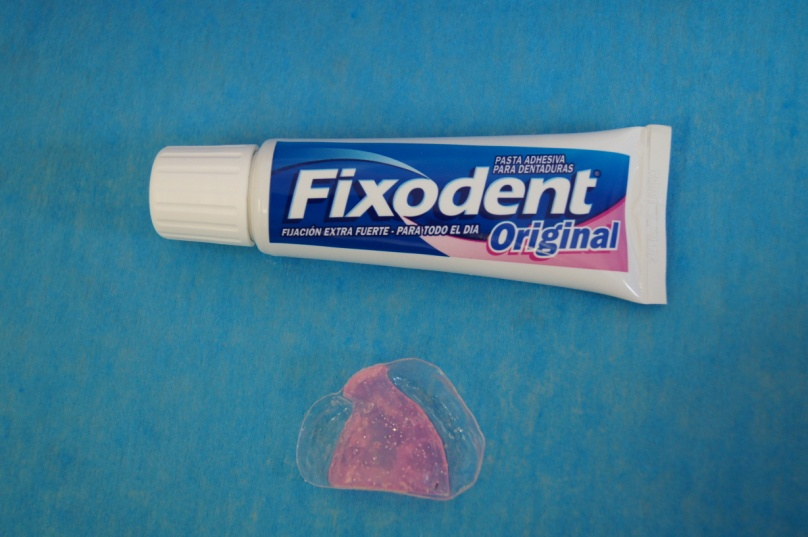 PASTA ADHESIVA
PARA DENTADURAS
Fixodent
FIJACIÓN EXTRA FUERTE - PARA TODO EL DIA
Original